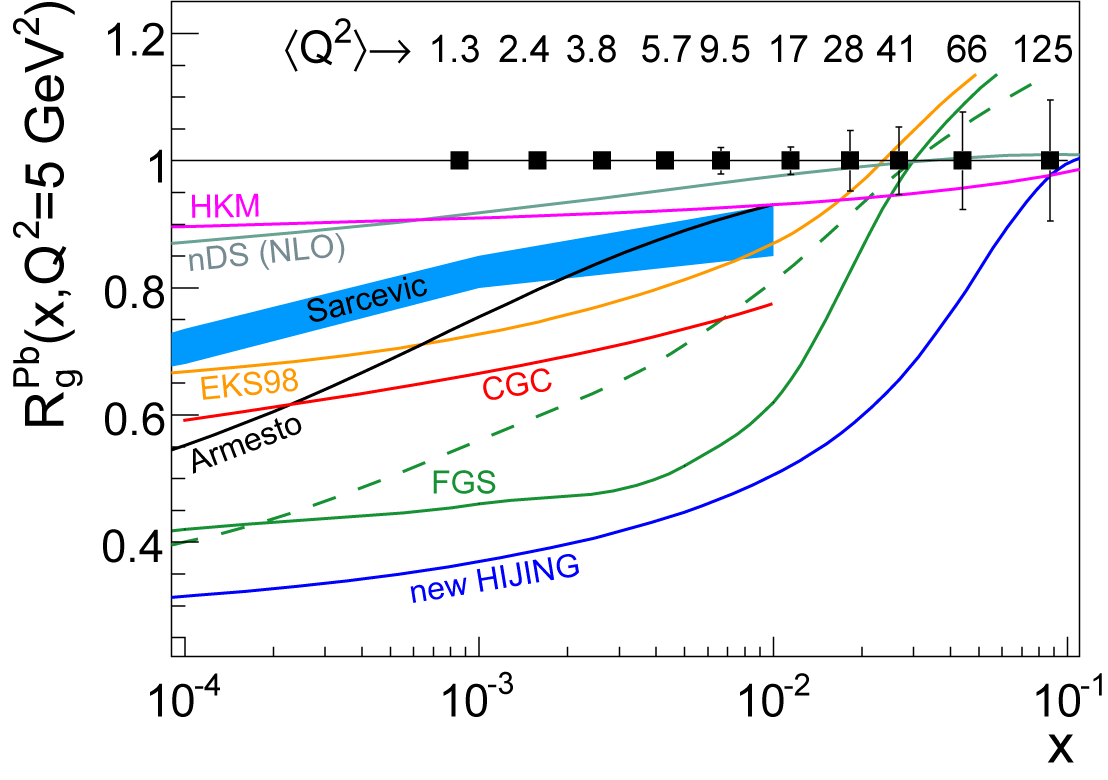 R_g^Pb(x,Q²=5 GeV²)
1.2
⟨Q²⟩→ 1.3 2.4 3.8 5.7 9.5 17 28 41 66 125
1
HKM
nDS (NLO)
0.8
Sarcevic
EKS98
CGC
0.6
Armesto
FGS
0.4
new HIJING
10⁻⁴ 10⁻³ 10⁻² 10⁻¹
x